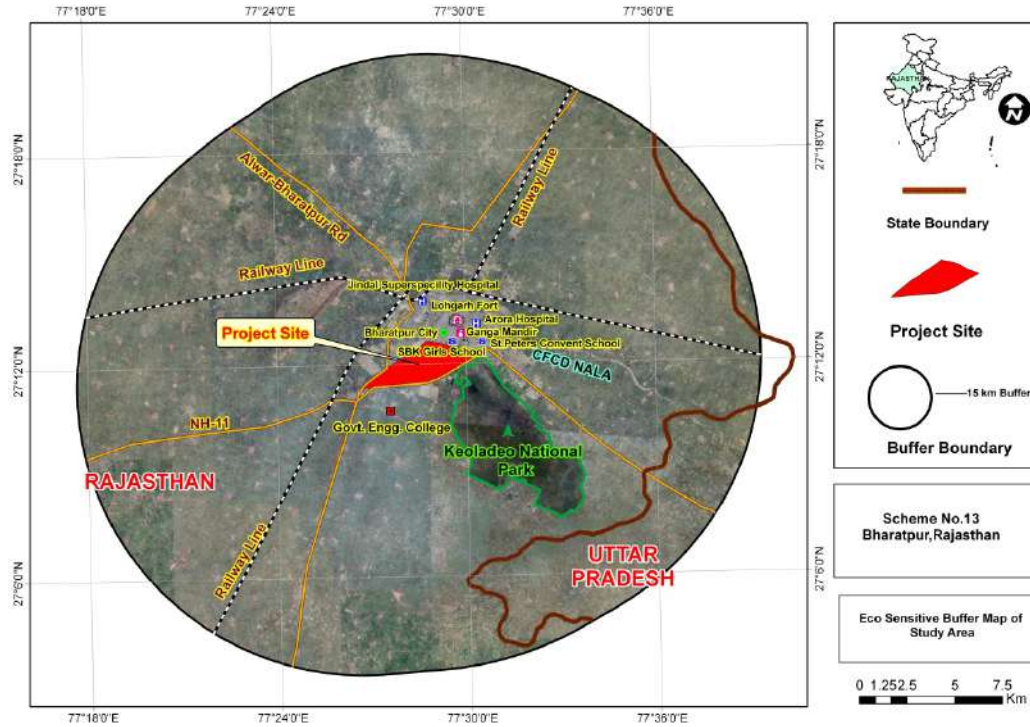 77°18'0"E
77°24'0"E
77°30'0"E
77°36'0"E
27°18'0"N
27°12'0"N
27°6'0"N
27°18'0"N
27°12'0"N
27°6'0"N
77°18'0"E
77°24'0"E
77°30'0"E
77°36'0"E
Alwar-Bharatpur Rd
Railway Line
Railway Line
Jindal Superspecility Hospital
Lohgarh Fort
Arora Hospital
Project Site
Bharatpur City
Ganga Mandir
St Peters Convent School
SBK Girls School
CFCD NALA
NH-11
Govt. Engg. College
Keoladeo National
Park
RAJASTHAN
Railway Line
UTTAR
PRADESH
RAJASTHAN
N
State Boundary
Project Site
15 km Buffer
Buffer Boundary
Scheme No.13
Bharatpur,Rajasthan
Eco Sensitive Buffer Map of
Study Area
0 1.252.5 5 7.5
Km